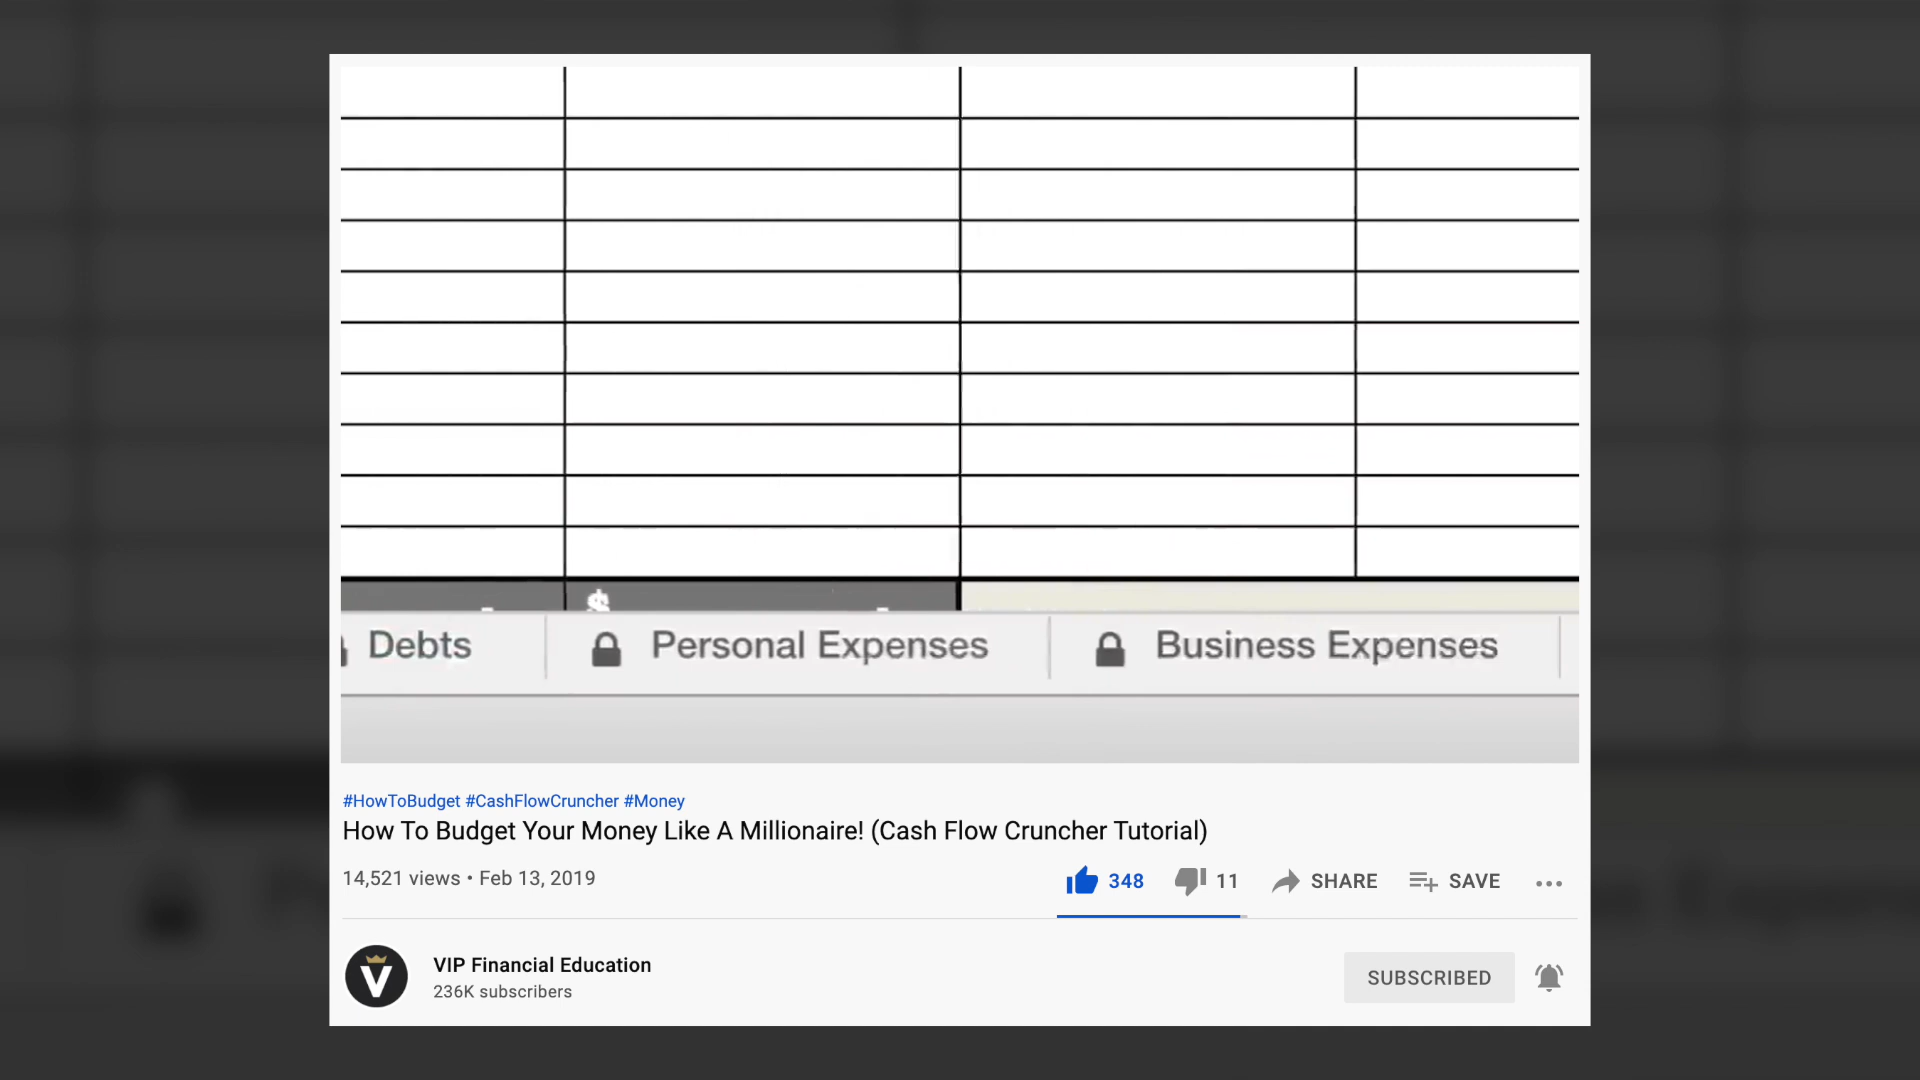 $
Debts
Personal Expenses
Business Expenses
#HowToBudget #CashFlowCruncher #Money
How To Budget Your Money Like A Millionaire! (Cash Flow Cruncher Tutorial)
14,521 views • Feb 13, 2019
348
11
SHARE
SAVE
V
VIP Financial Education
236K subscribers
SUBSCRIBED